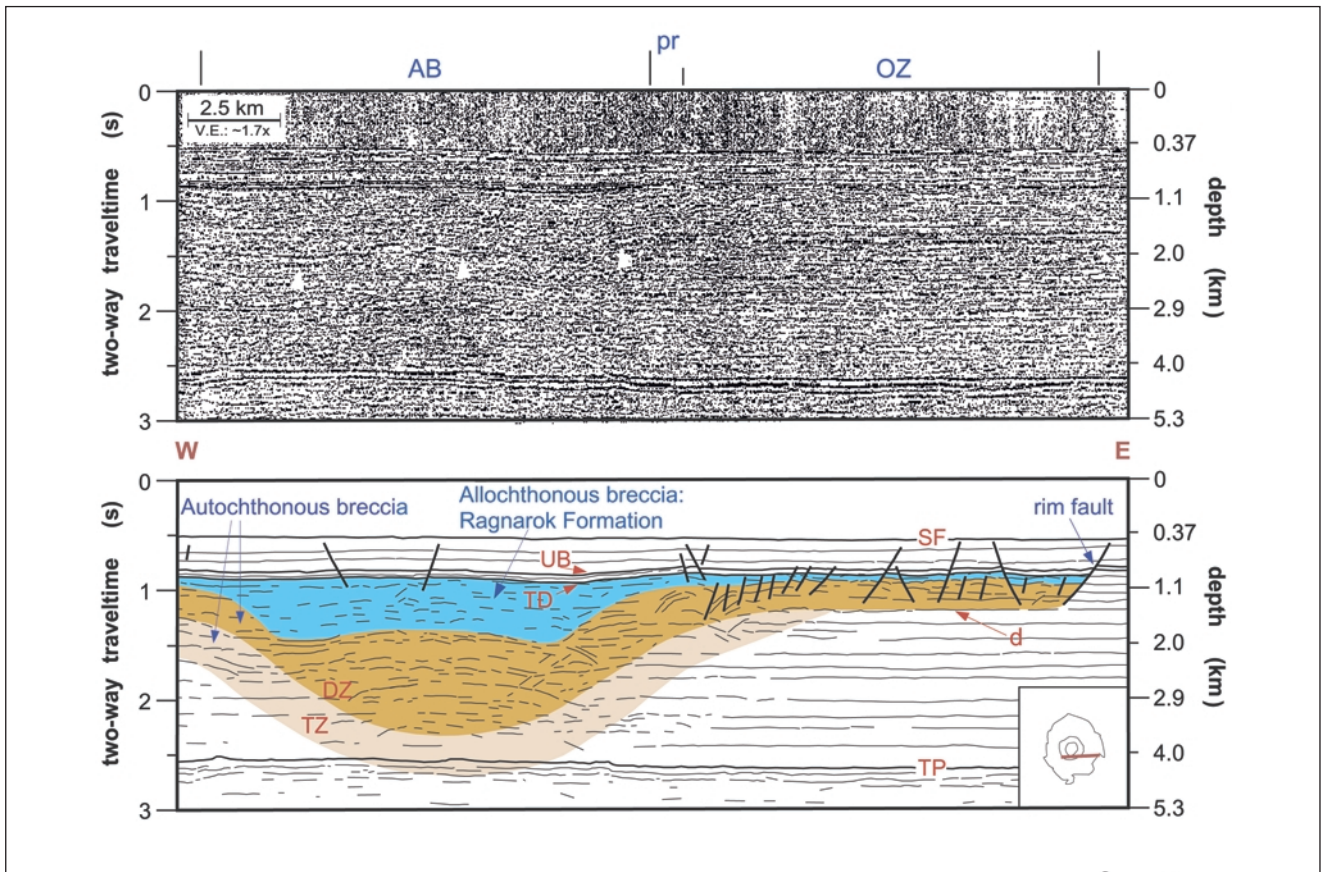 pr
AB
OZ
0
0
2.5 km
V.E.: ~1.7x
0.37
1
1.1
2.0
2
2.9
4.0
3
5.3
two-way traveltime (s)
depth (km)
W
E
0
0
Autochthonous breccia
Allochthonous breccia:
Ragnarok Formation
rim fault
SF
0.37
UB
1
1.1
TD
d
2.0
DZ
2
2.9
TZ
4.0
TP
3
5.3
two-way traveltime (s)
depth (km)